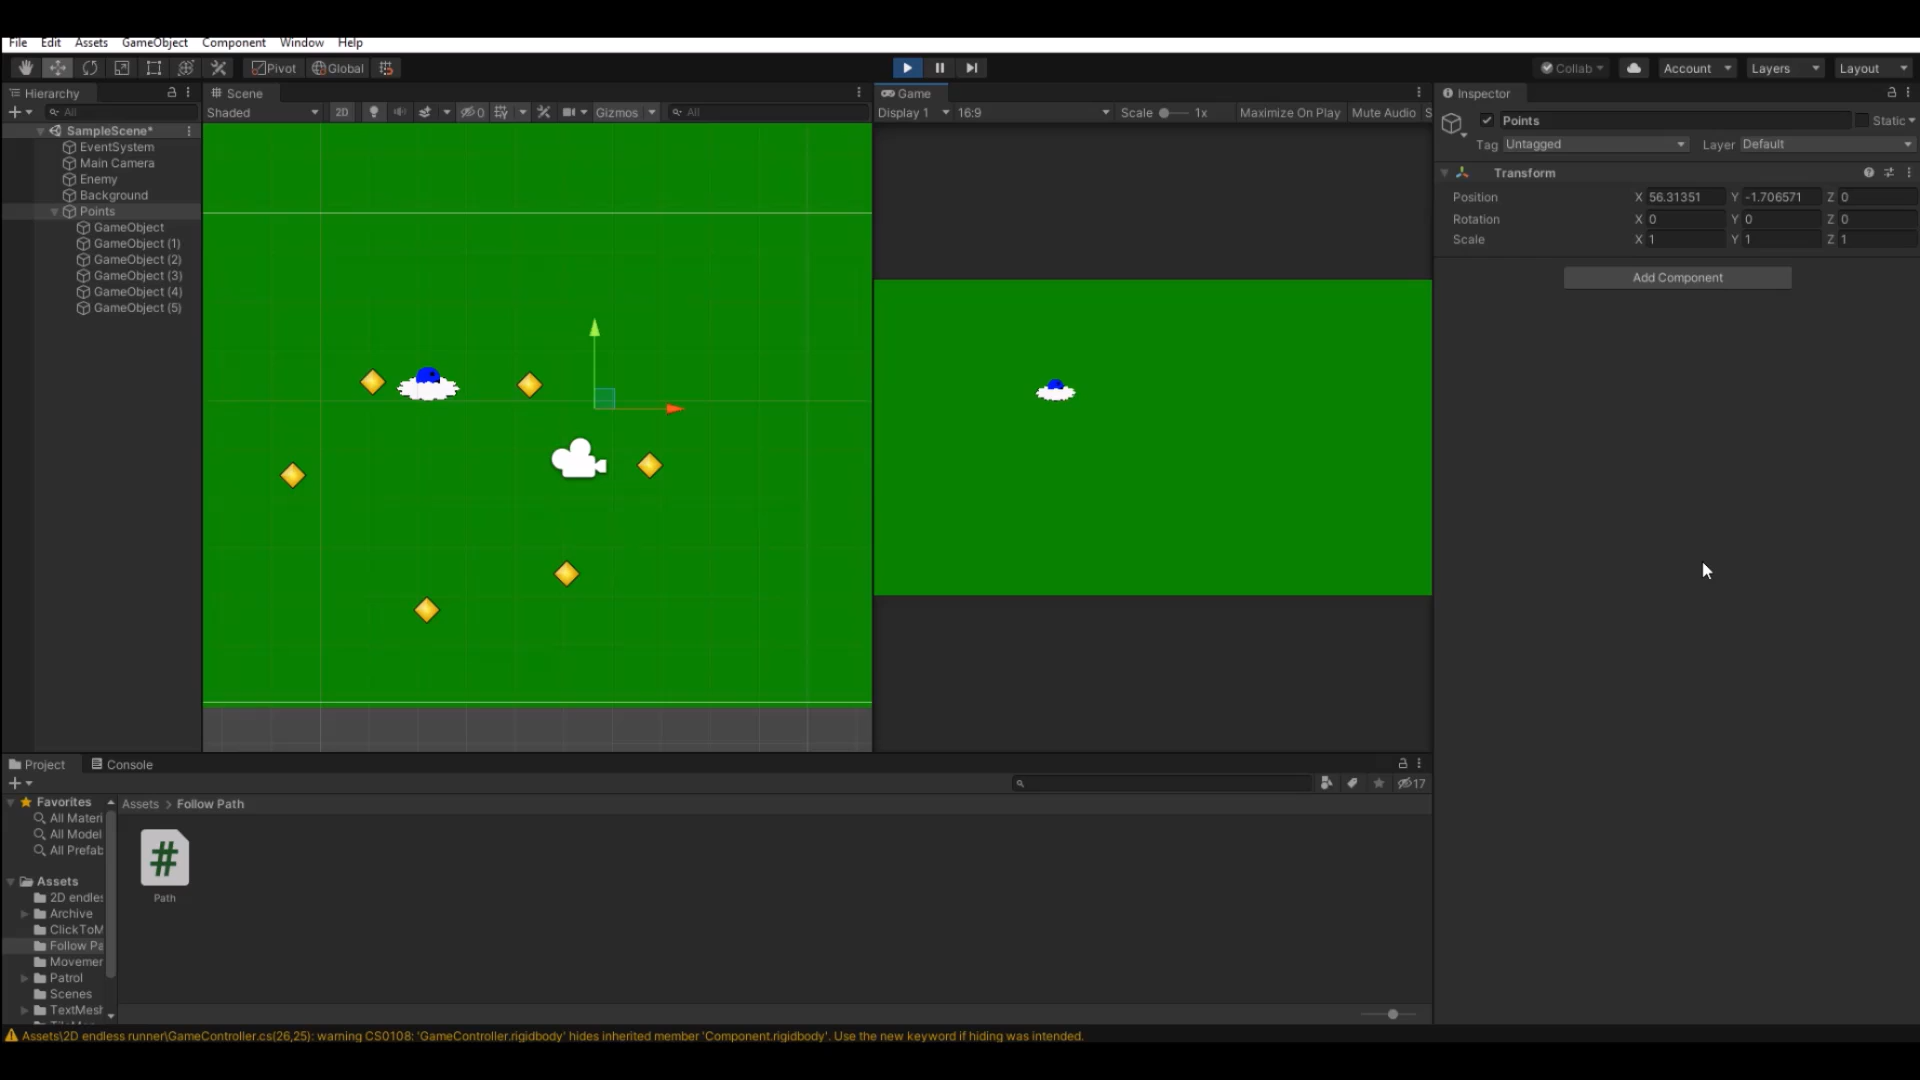 File Edit Assets GameObject Component Window Help
Pivot Global Collab Account Layers Layout
Hierarchy
All
SampleScene*
EventSystem
Main Camera
Enemy
Background
Points
GameObject
GameObject (1)
GameObject (2)
GameObject (3)
GameObject (4)
GameObject (5)
Scene
Shaded 2D 0 Gizmos All
Game
Display 1 16:9 Scale 1x Maximize On Play Mute Audio S
Inspector
Points Static
Tag Untagged Layer Default
Transform
Position X 56.31351 Y -1.706571 Z 0
Rotation X 0 Y 0 Z 0
Scale X 1 Y 1 Z 1
Add Component
Project Console
17
Favorites
All Materi
All Model
All Prefab
Assets
2D endles
Archive
ClickToM
Follow Pa
Movemer
Patrol
Scenes
TextMesh
Assets > Follow Path
#
Path
Assets\2D endless runner\GameController.cs(26,25): warning CS0108: 'GameController.rigidbody' hides inherited member 'Component.rigidbody'. Use the new keyword if hiding was intended.